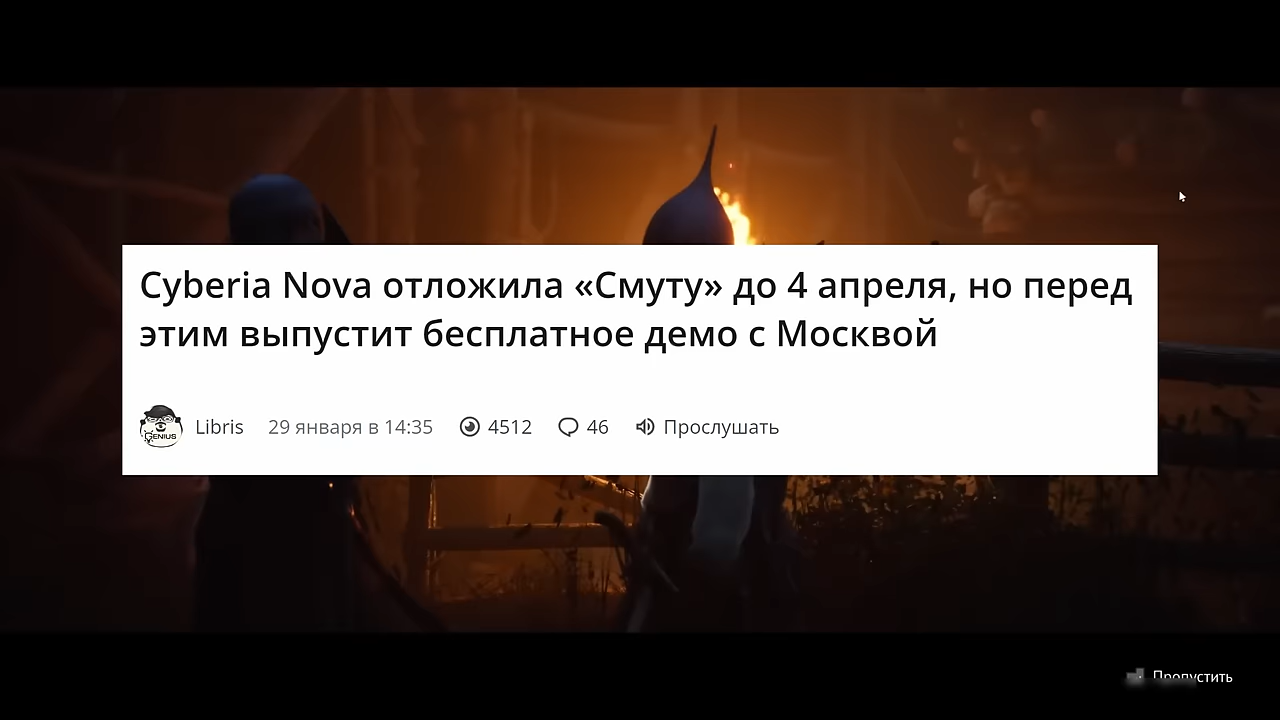 Cyberia Nova отложила «Смуту» до 4 апреля, но перед
этим выпустит бесплатное демо с Москвой
GENIUS
Libris 29 января в 14:35 4512 46 Прослушать
Пропустить